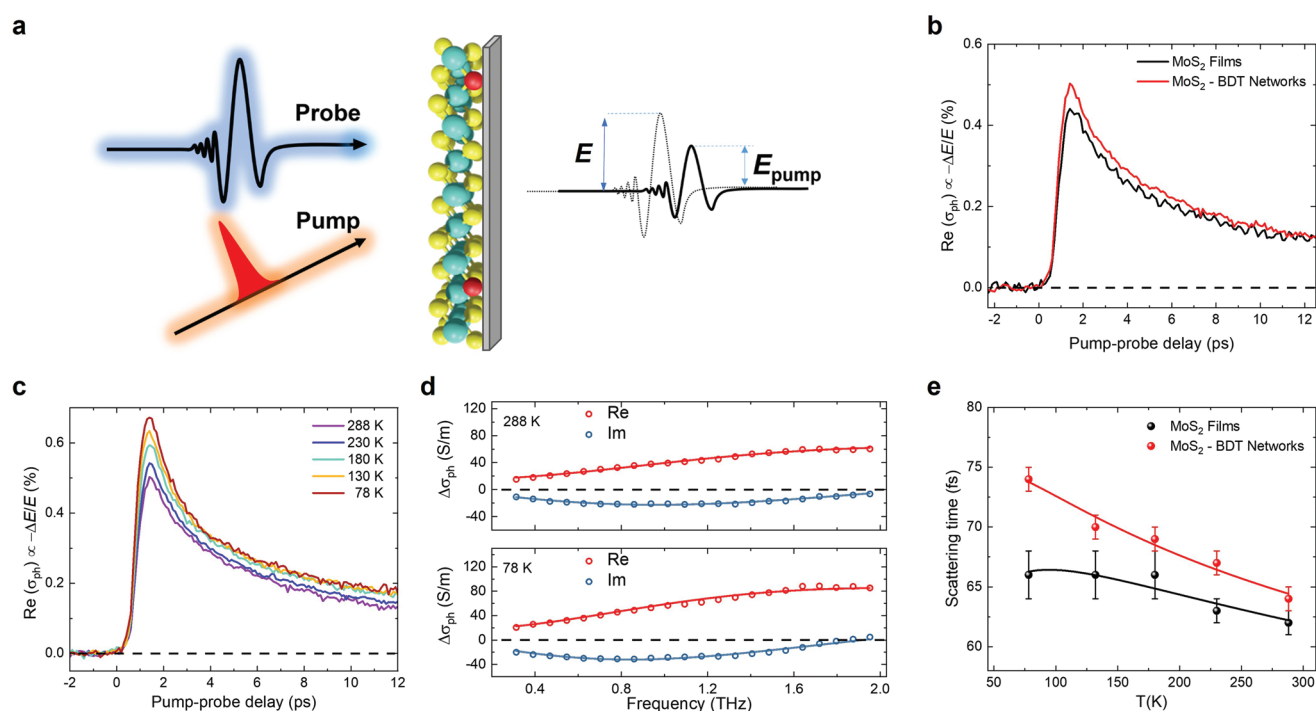 a
Probe
Pump
E
E_pump
b
Re (σ_ph) ∝ −ΔE/E (%)
0.6
0.4
0.2
0.0
MoS₂ Films
MoS₂ - BDT Networks
-2 0 2 4 6 8 10 12
Pump-probe delay (ps)
c
Re (σ_ph) ∝ −ΔE/E (%)
0.6
0.4
0.2
0.0
288 K
230 K
180 K
130 K
78 K
-2 0 2 4 6 8 10 12
Pump-probe delay (ps)
d
Δσ_ph (S/m)
120
80
40
0
-40
288 K
Re
Im
Δσ_ph (S/m)
120
80
40
0
-40
78 K
Re
Im
0.4 0.8 1.2 1.6 2.0
Frequency (THz)
e
Scattering time (fs)
80
75
70
65
60
MoS₂ Films
MoS₂ - BDT Networks
50 100 150 200 250 300
T(K)